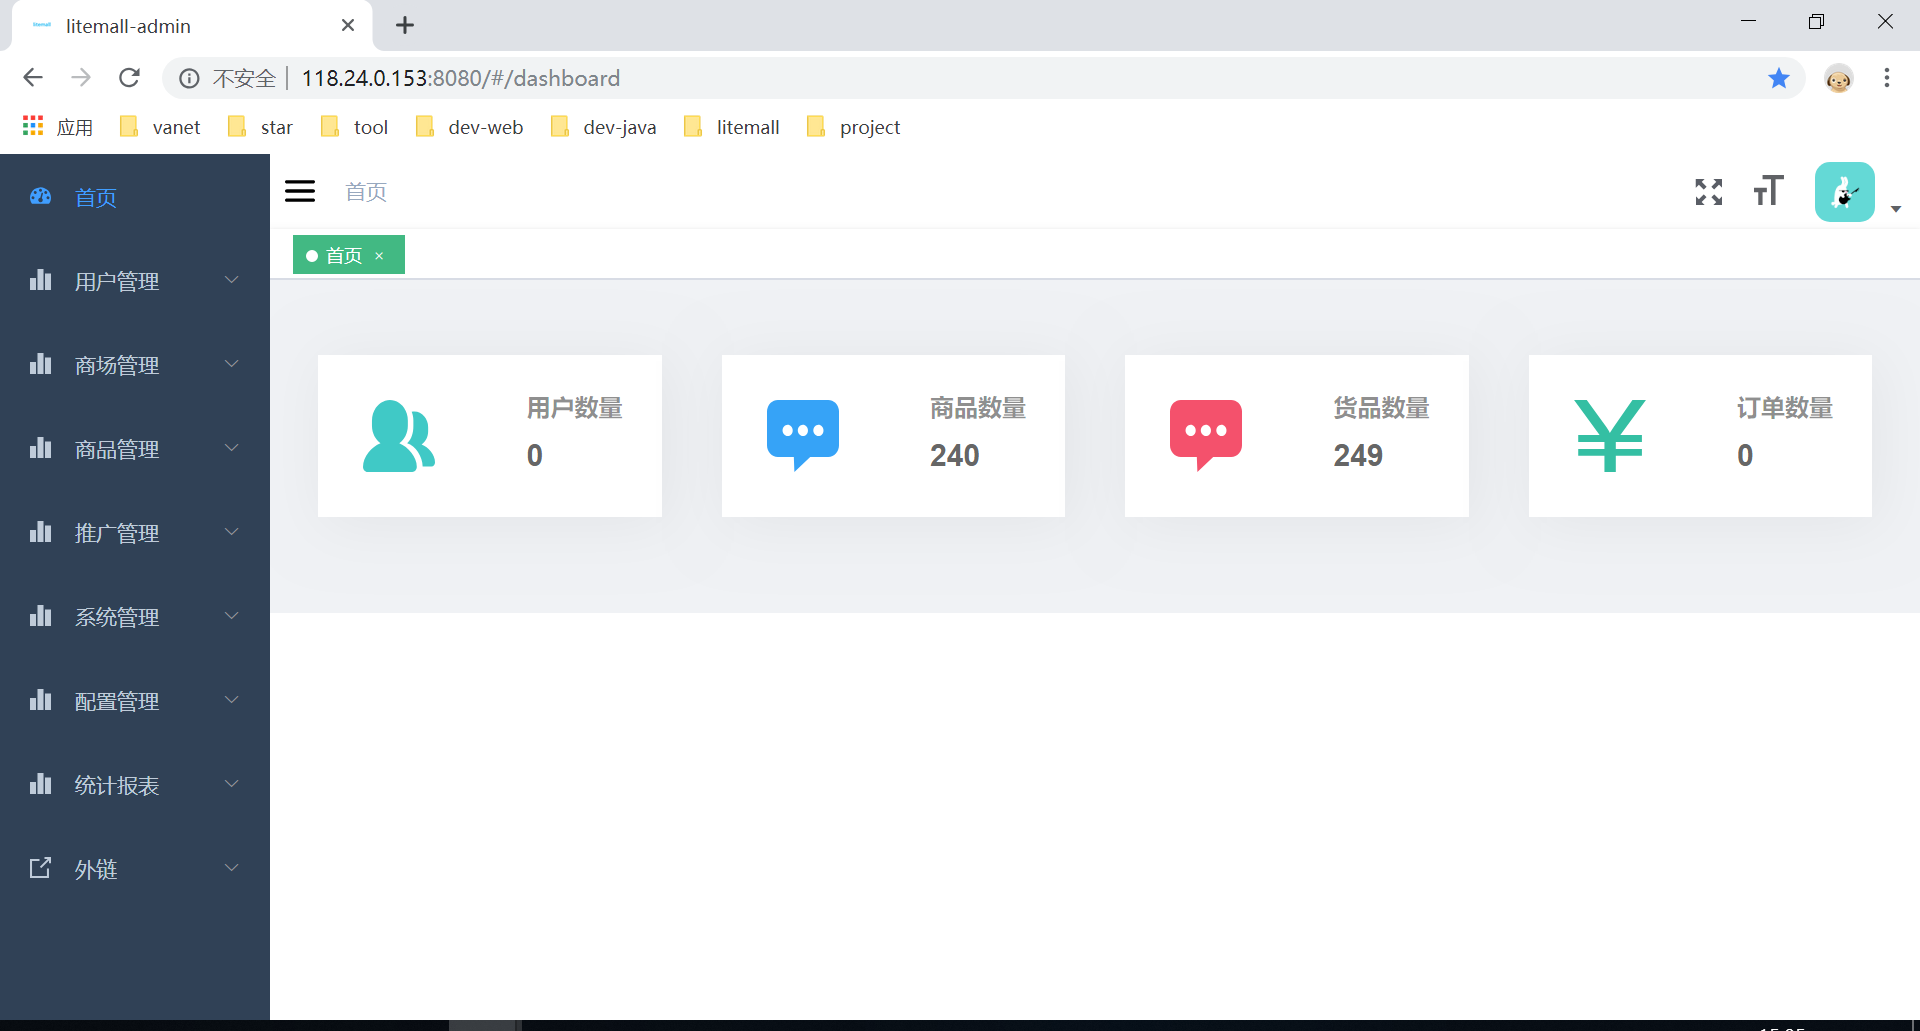 litemall-admin
不安全 118.24.0.153:8080/#/dashboard
应用 vanet star tool dev-web dev-java litemall project
首页
用户管理
商场管理
商品管理
推广管理
系统管理
配置管理
统计报表
外链
首页
首页 ×
用户数量
0
商品数量
240
货品数量
249
订单数量
0